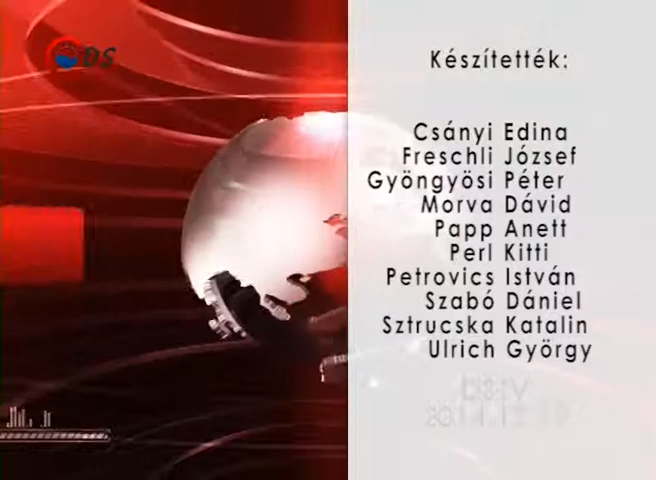 DS
Készítették:
Csányi Edina
Freschli József
Gyöngyösi Péter
Morva Dávid
Papp Anett
Perl Kitti
Petrovics István
Szabó Dániel
Sztrucska Katalin
Ulrich György